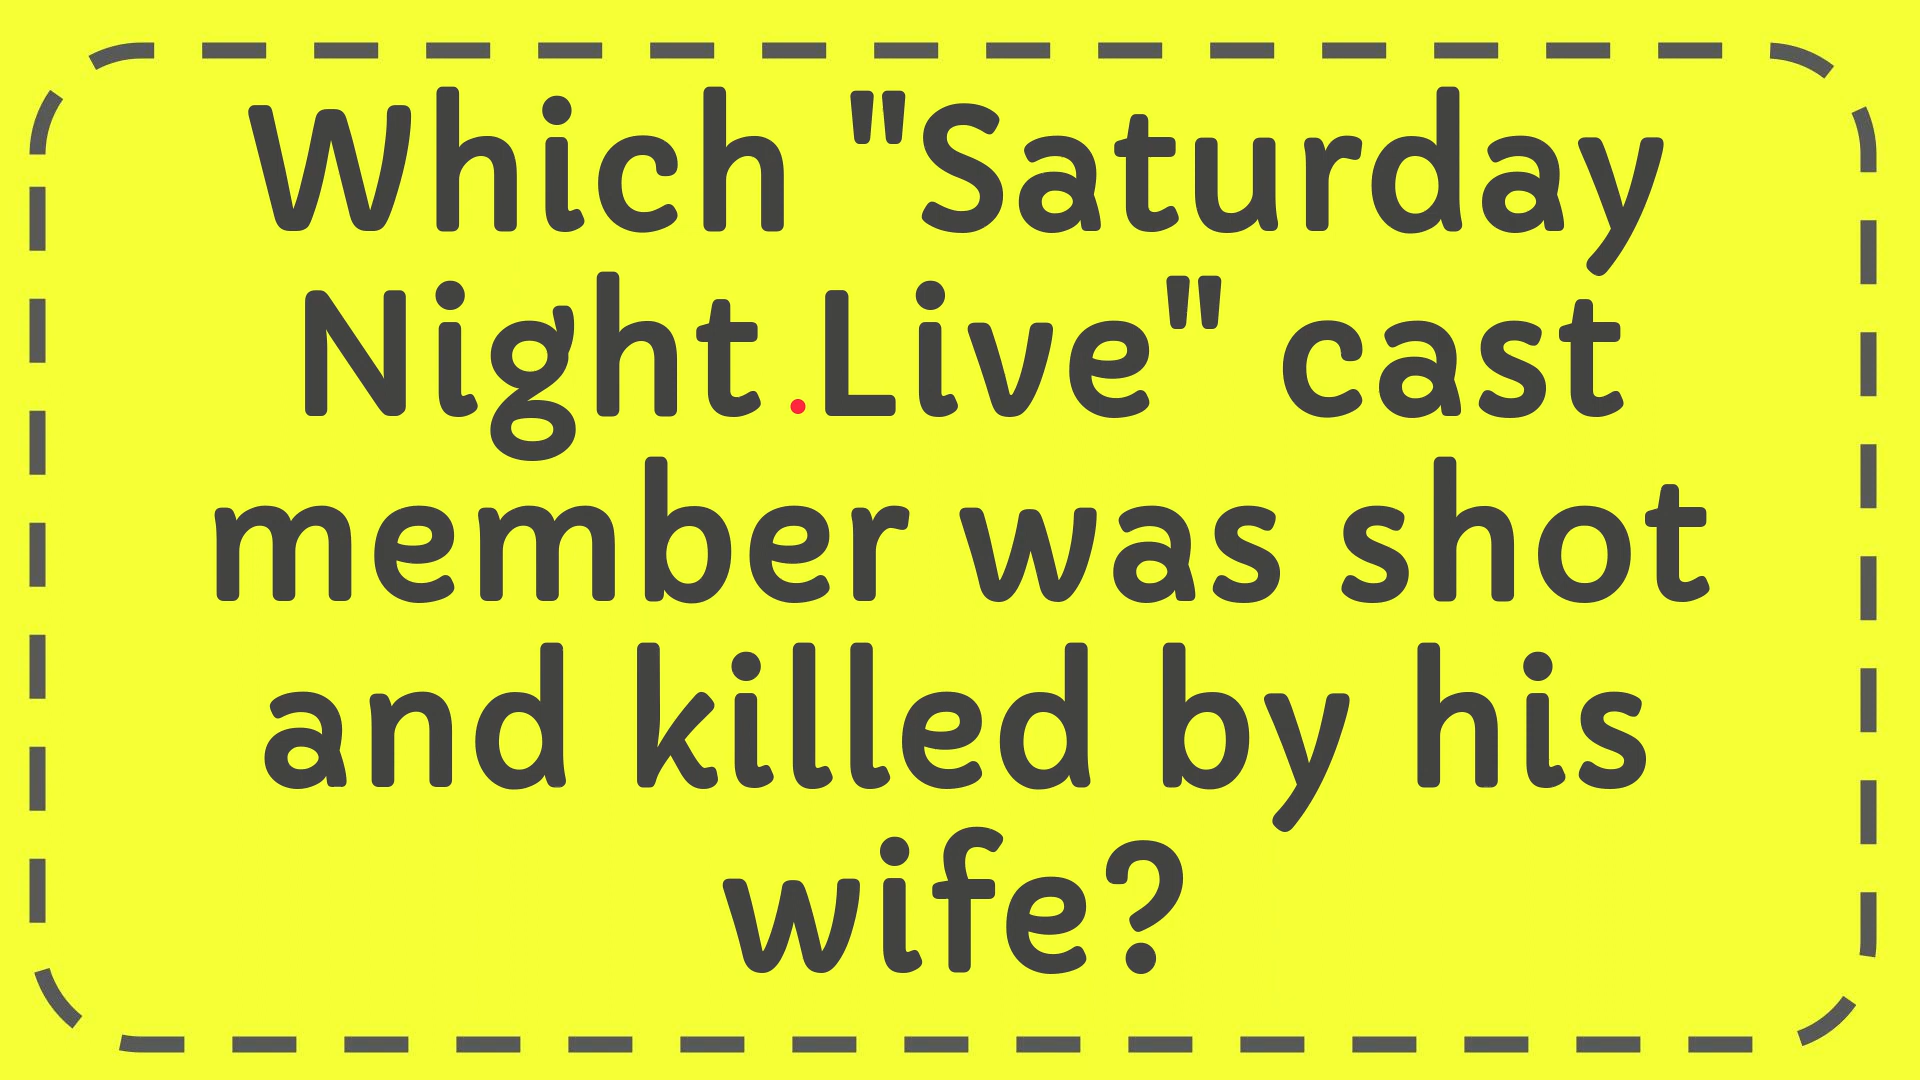 Which "Saturday
Night Live" cast
member was shot
and killed by his
wife?